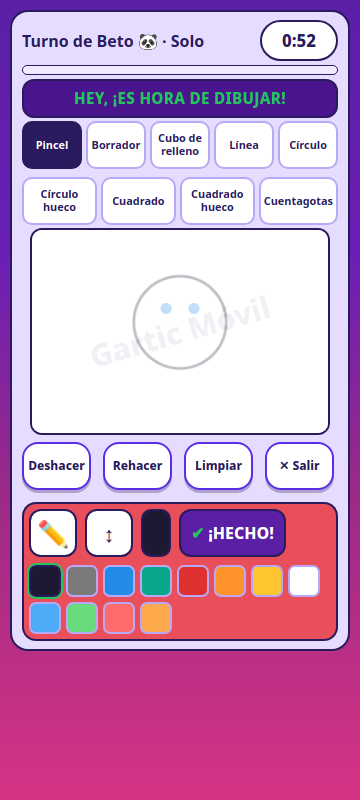 Turno de Beto 🐼 · Solo
0:52
HEY, ¡ES HORA DE DIBUJAR!
Pincel
Borrador
Cubo de
relleno
Línea
Círculo
Círculo
hueco
Cuadrado
Cuadrado
hueco
Cuentagotas
Gartic Móvil
Deshacer
Rehacer
Limpiar
✕ Salir
✔ ¡HECHO!